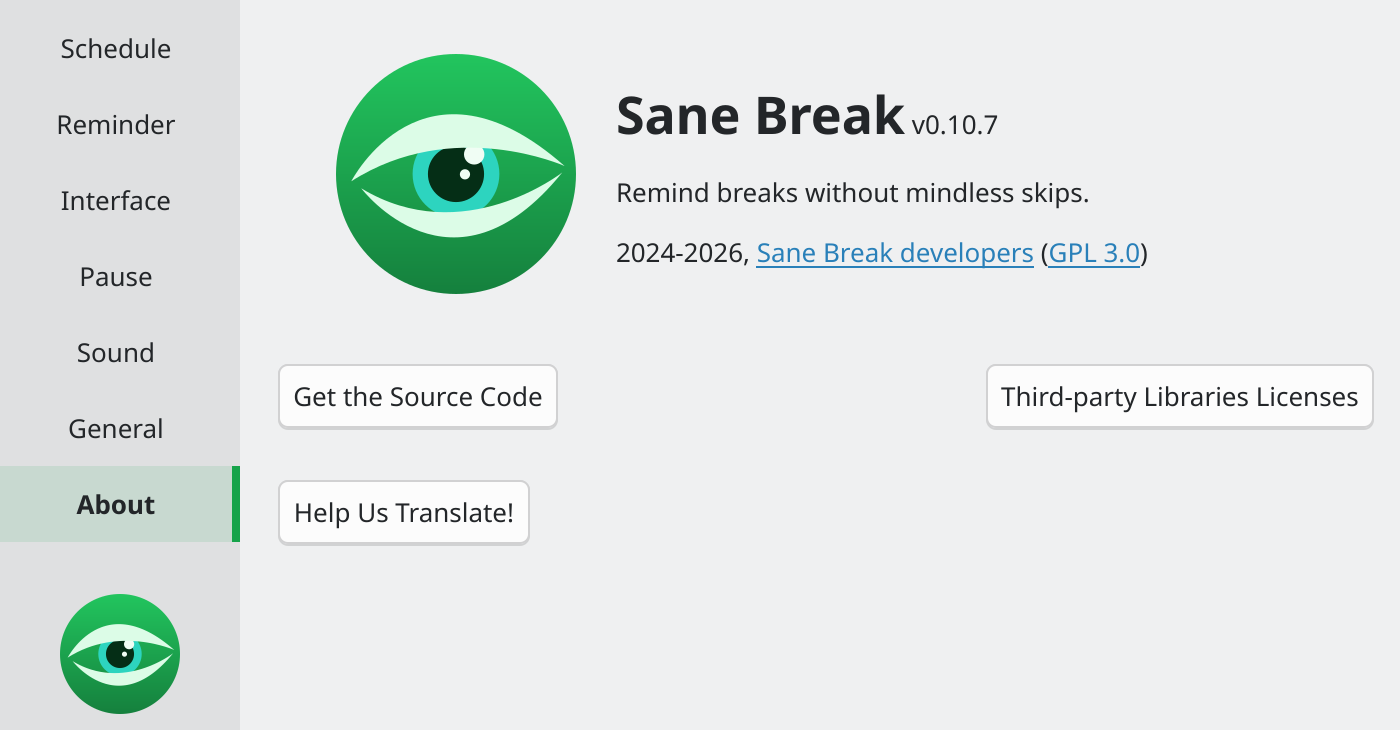 Schedule
Reminder
Interface
Pause
Sound
General
About
Sane Break v0.10.7
Remind breaks without mindless skips.
2024-2026, Sane Break developers (GPL 3.0)
Get the Source Code
Third-party Libraries Licenses
Help Us Translate!